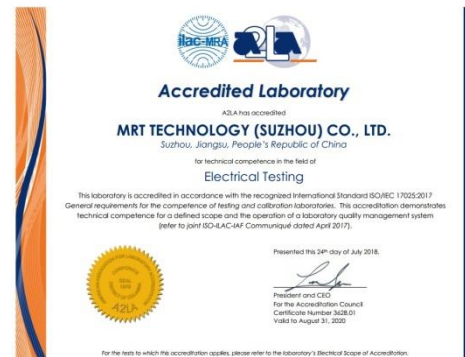 ilac-MRA
A2LA
Accredited Laboratory
A2LA has accredited
MRT TECHNOLOGY (SUZHOU) CO., LTD.
Suzhou, Jiangsu, People's Republic of China
for technical competence in the field of
Electrical Testing
This laboratory is accredited in accordance with the recognized International Standard ISO/IEC 17025:2017
General requirements for the competence of testing and calibration laboratories. This accreditation demonstrates
technical competence for a defined scope and the operation of a laboratory quality management system
(refer to joint ISO-ILAC-IAF Communiqué dated April 2017).
Presented this 24th day of July 2018.
President and CEO
For the Accreditation Council
Certificate Number 3628.01
Valid to August 31, 2020
CORPORATE
SEAL
A2LA
For the tests to which this accreditation applies, please refer to the laboratory's Electrical Scope of Accreditation.